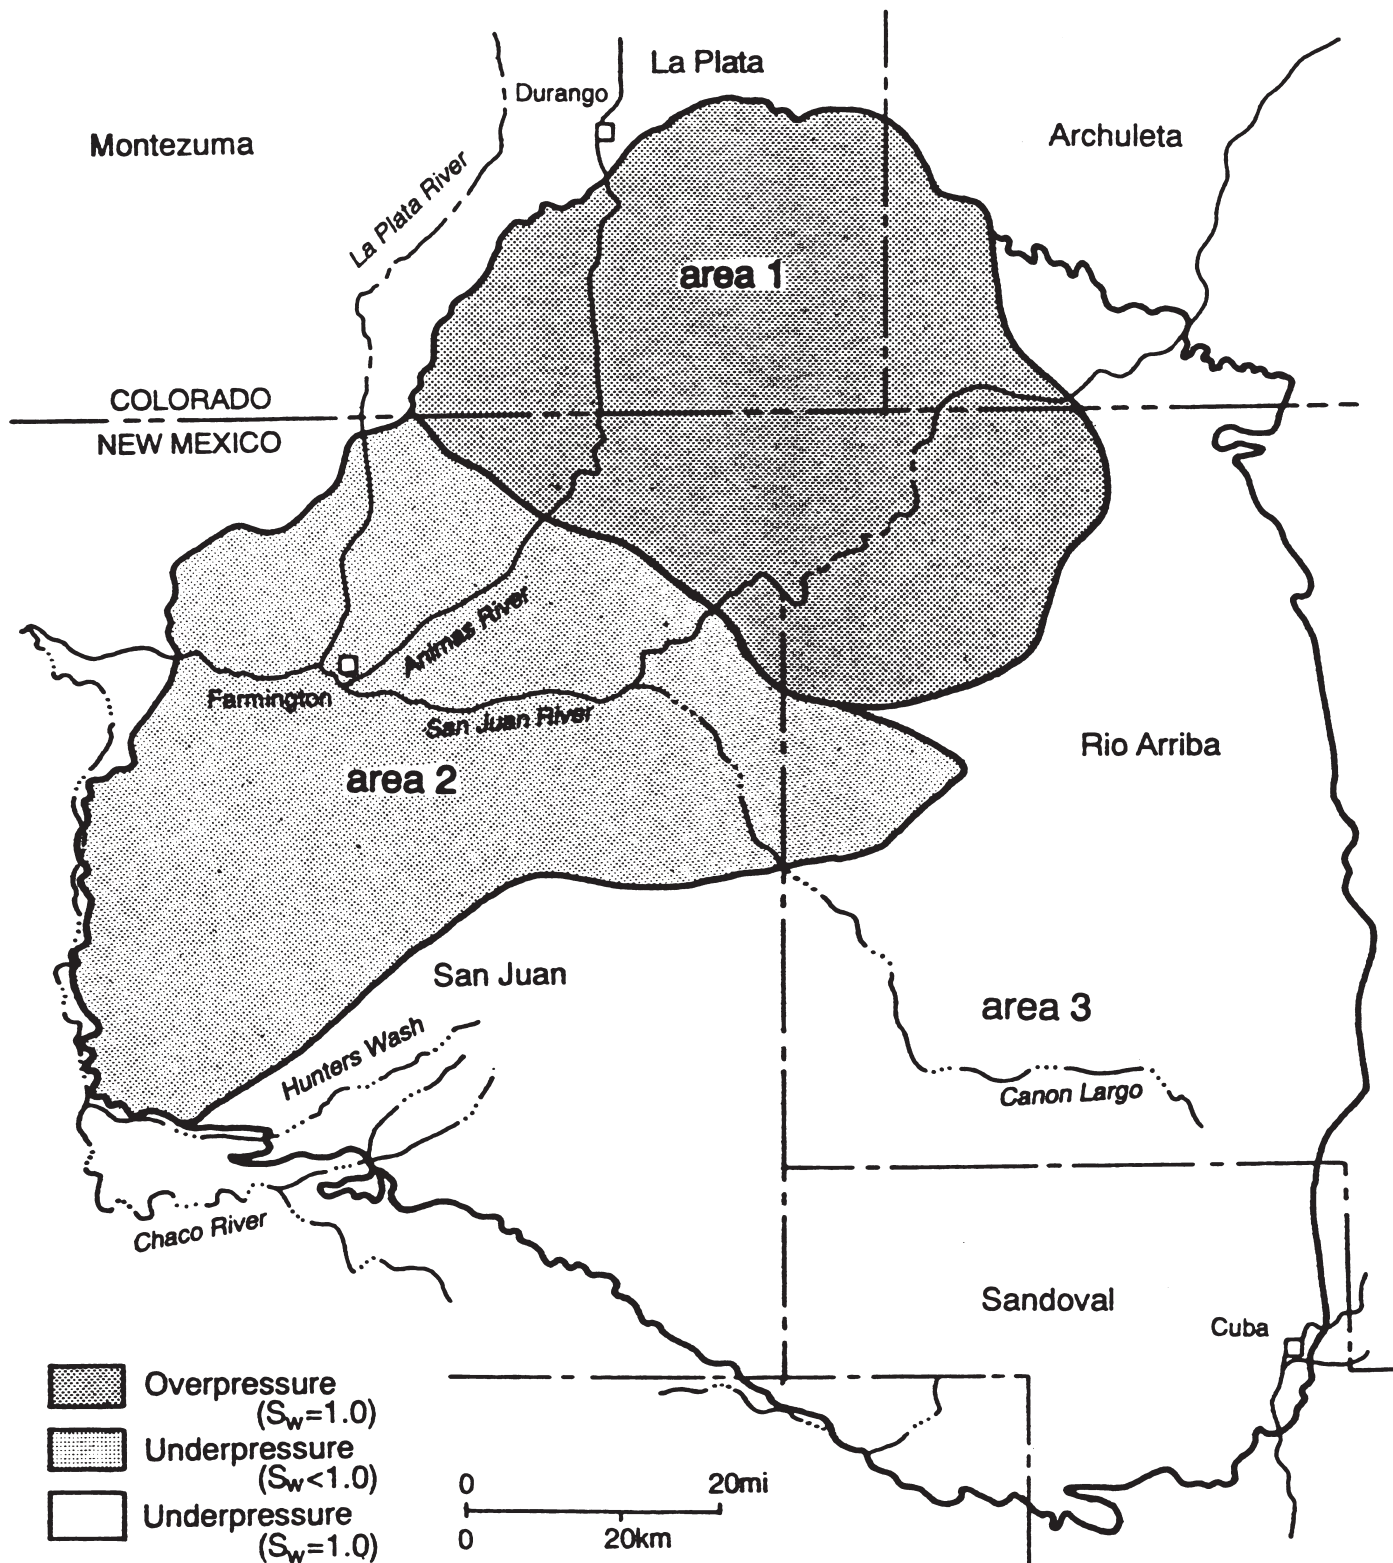 La Plata
Durango
Montezuma
Archuleta
La Plata River
area 1
COLORADO
NEW MEXICO
Animas River
Farmington
San Juan River
Rio Arriba
area 2
San Juan
area 3
Hunters Wash
Canon Largo
Chaco River
Sandoval
Cuba
Overpressure
(Sw=1.0)
Underpressure
(Sw<1.0)
Underpressure
(Sw=1.0)
0 20mi
0 20km